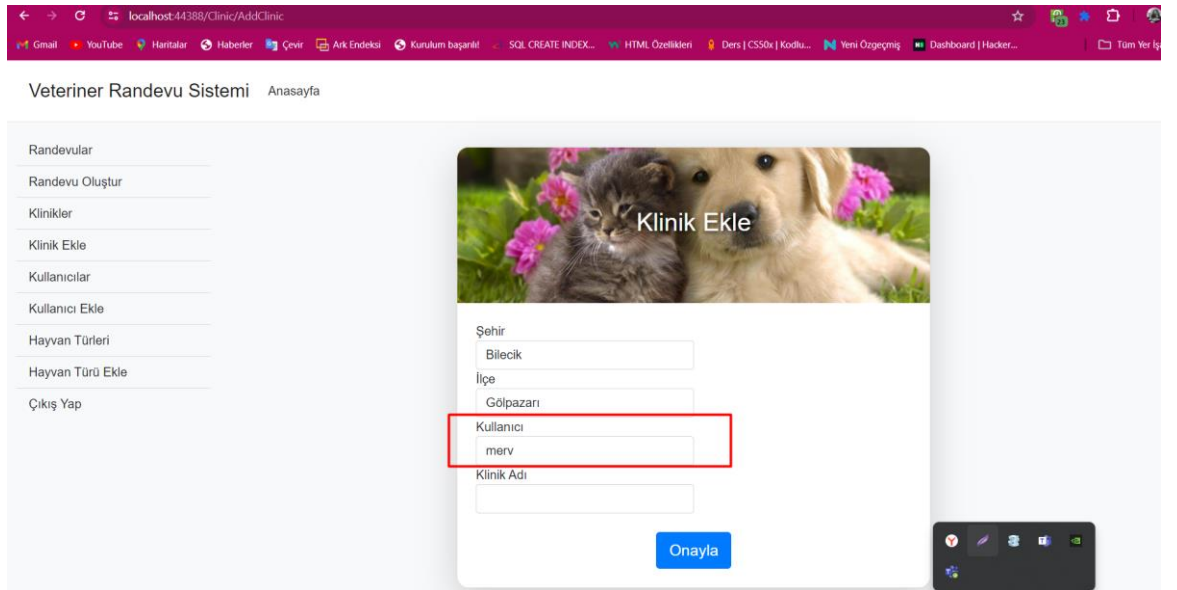 localhost:44388/Clinic/AddClinic
23
Gmail YouTube Haritalar Haberler Çevir Ark Endeksi Kurulum başarılı! SQL CREATE INDEX... HTML Özellikleri Ders | CS50x | Kodlu... Yeni Özgeçmiş Dashboard | Hacker... Tüm Yer
Veteriner Randevu Sistemi Anasayfa
Randevular
Randevu Oluştur
Klinikler
Klinik Ekle
Kullanıcılar
Kullanıcı Ekle
Hayvan Türleri
Hayvan Türü Ekle
Çıkış Yap
Klinik Ekle
Şehir
Bilecik
İlçe
Gölpazarı
Kullanıcı
merv
Klinik Adı
Onayla